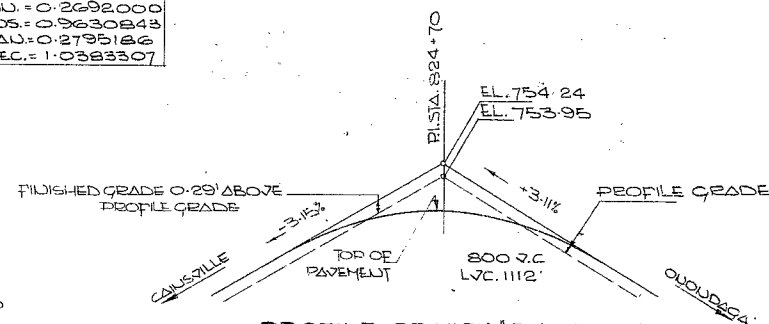 N.= 0.2692000
OS.= 0.9630843
AN.= 0.2795186
EC.= 1.0383307
P.I. STA. 824+70
EL. 754.24
EL. 753.95
FINISHED GRADE 0.29' ABOVE
PROFILE GRADE
-3.15%
+3.11%
PROFILE GRADE
TOP OF
PAVEMENT
800 V.C
LVC. 1112'
CAINSVILLE
ONONDAGA
PROFILE